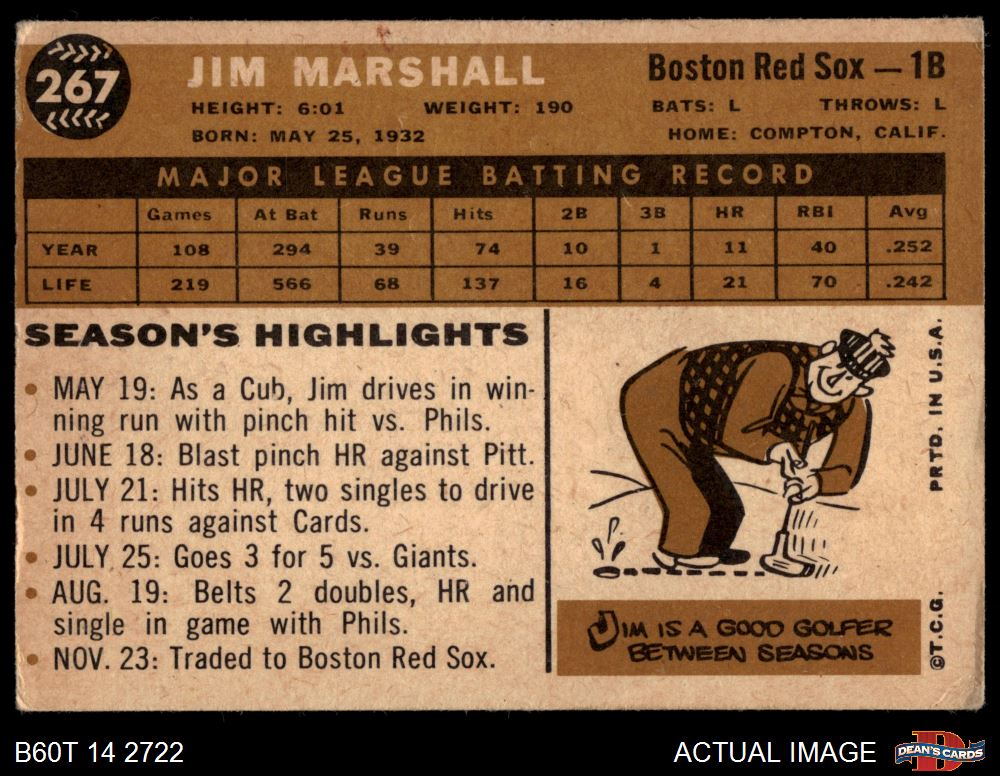 267
JIM MARSHALL
Boston Red Sox — 1B
HEIGHT: 6:01 WEIGHT: 190 BATS: L THROWS: L
BORN: MAY 25, 1932 HOME: COMPTON, CALIF.
MAJOR LEAGUE BATTING RECORD
Games At Bat Runs Hits 2B 3B HR RBI Avg
YEAR 108 294 39 74 10 1 11 40 .252
LIFE 219 566 68 137 16 4 21 70 .242
SEASON'S HIGHLIGHTS
• MAY 19: As a Cub, Jim drives in win-
ning run with pinch hit vs. Phils.
• JUNE 18: Blast pinch HR against Pitt.
• JULY 21: Hits HR, two singles to drive
in 4 runs against Cards.
• JULY 25: Goes 3 for 5 vs. Giants.
• AUG. 19: Belts 2 doubles, HR and
single in game with Phils.
• NOV. 23: Traded to Boston Red Sox.
JIM IS A GOOD GOLFER
BETWEEN SEASONS
©T.C.G. PRTD. IN U.S.A.
B60T 14 2722
ACTUAL IMAGE
DEAN'S CARDS